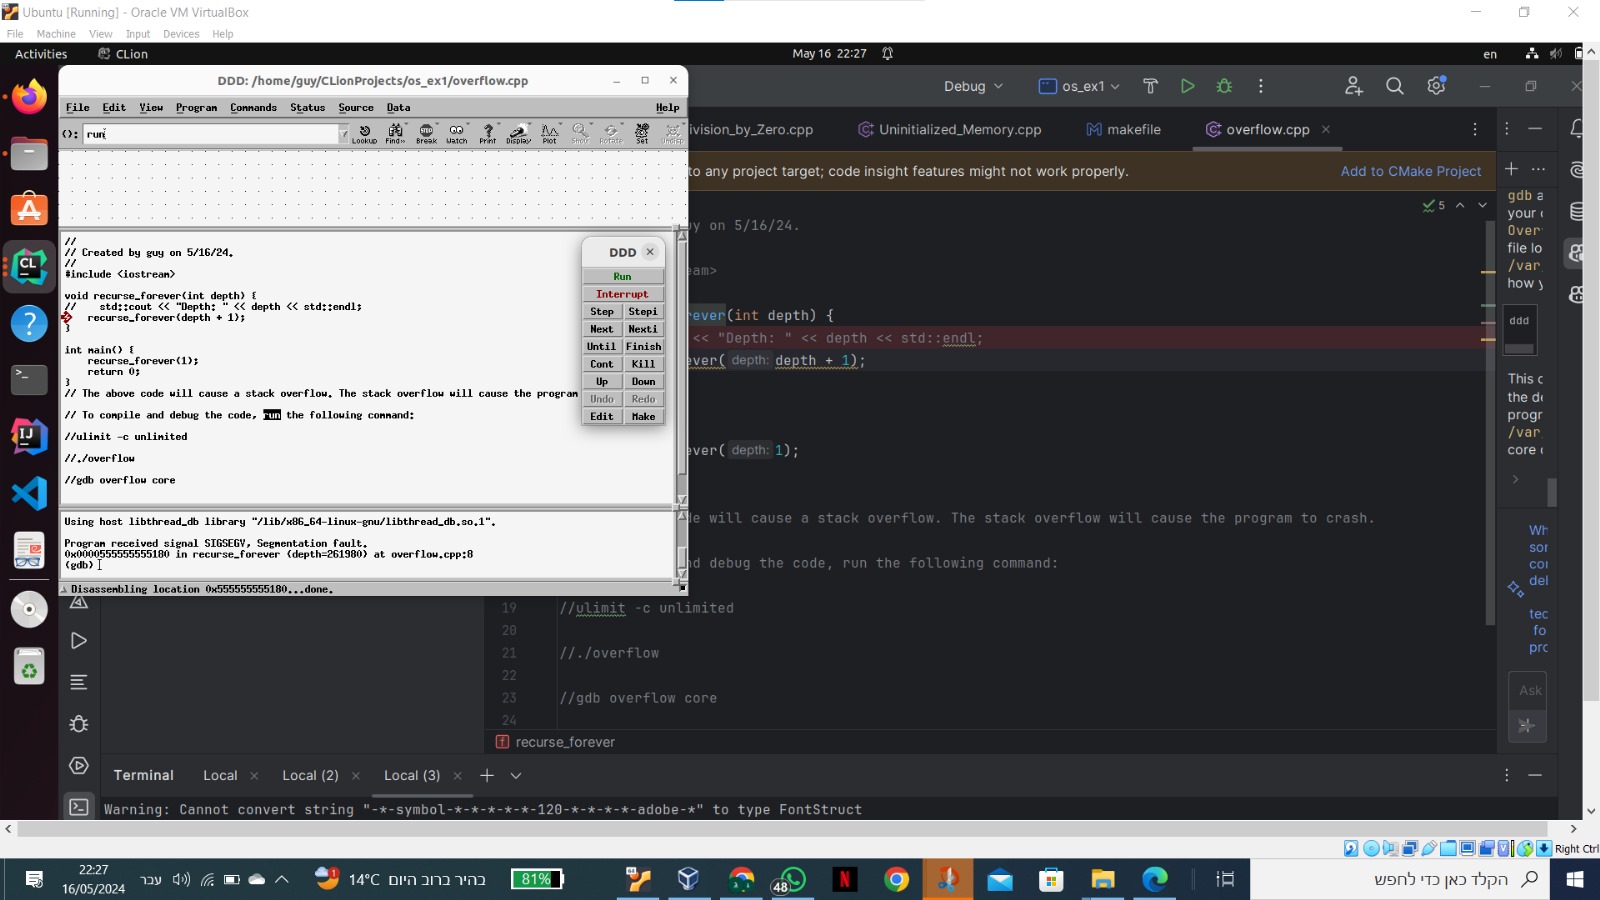 Ubuntu [Running] - Oracle VM VirtualBox
File Machine View Input Devices Help
Activities CLion May 16 22:27 en
DDD: /home/guy/CLionProjects/os_ex1/overflow.cpp
File Edit View Program Commands Status Source Data Help
(): run
Lookup Find» Break Watch Print Display Plot Show Rotate Set Undisp
//
// Created by guy on 5/16/24.
//
#include <iostream>
void recurse_forever(int depth) {
//    std::cout << "Depth: " << depth << std::endl;
recurse_forever(depth + 1);
}
int main() {
recurse_forever(1);
return 0;
}
// The above code will cause a stack overflow. The stack overflow will cause the program
// To compile and debug the code, run the following command:
//ulimit -c unlimited
//./overflow
//gdb overflow core
DDD
Run
Interrupt
Step Stepi
Next Nexti
Until Finish
Cont Kill
Up Down
Undo Redo
Edit Make
Using host libthread_db library "/lib/x86_64-linux-gnu/libthread_db.so.1".
Program received signal SIGSEGV, Segmentation fault.
0x0000555555555180 in recurse_forever (depth=261980) at overflow.cpp:8
(gdb)
Disassembling location 0x555555555180...done.
Debug os_ex1
ivision_by_Zero.cpp Uninitialized_Memory.cpp makefile overflow.cpp
to any project target; code insight features might not work properly. Add to CMake Project
5
y on 5/16/24.
eam>
ever(int depth) {
<< "Depth: " << depth << std::endl;
ever( depth: depth + 1);
ever( depth: 1);
de will cause a stack overflow. The stack overflow will cause the program to crash.
nd debug the code, run the following command:
19 //ulimit -c unlimited
20
21 //./overflow
22
23 //gdb overflow core
24
recurse_forever
gdb a
your c
Over
file lo
/var
how y
ddd
This c
the de
progr
/var
core c
Wh
sor
cor
del
tec
fo
prc
Ask
Terminal Local Local (2) Local (3)
Warning: Cannot convert string "-*-symbol-*-*-*-*-*-120-*-*-*-*-adobe-*" to type FontStruct
Right Ctrl
22:27
16/05/2024
עבר
14°C בהיר ברוב היום
81%
48
הקלד כאן כדי לחפש